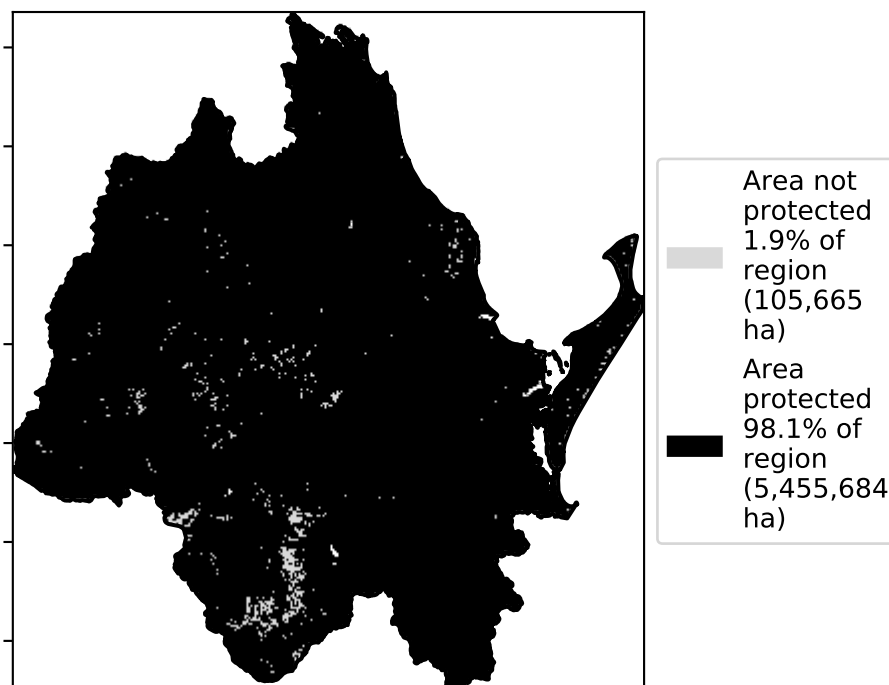 Area not
protected
1.9% of
region
(105,665
ha)
Area
protected
98.1% of
region
(5,455,684
ha)